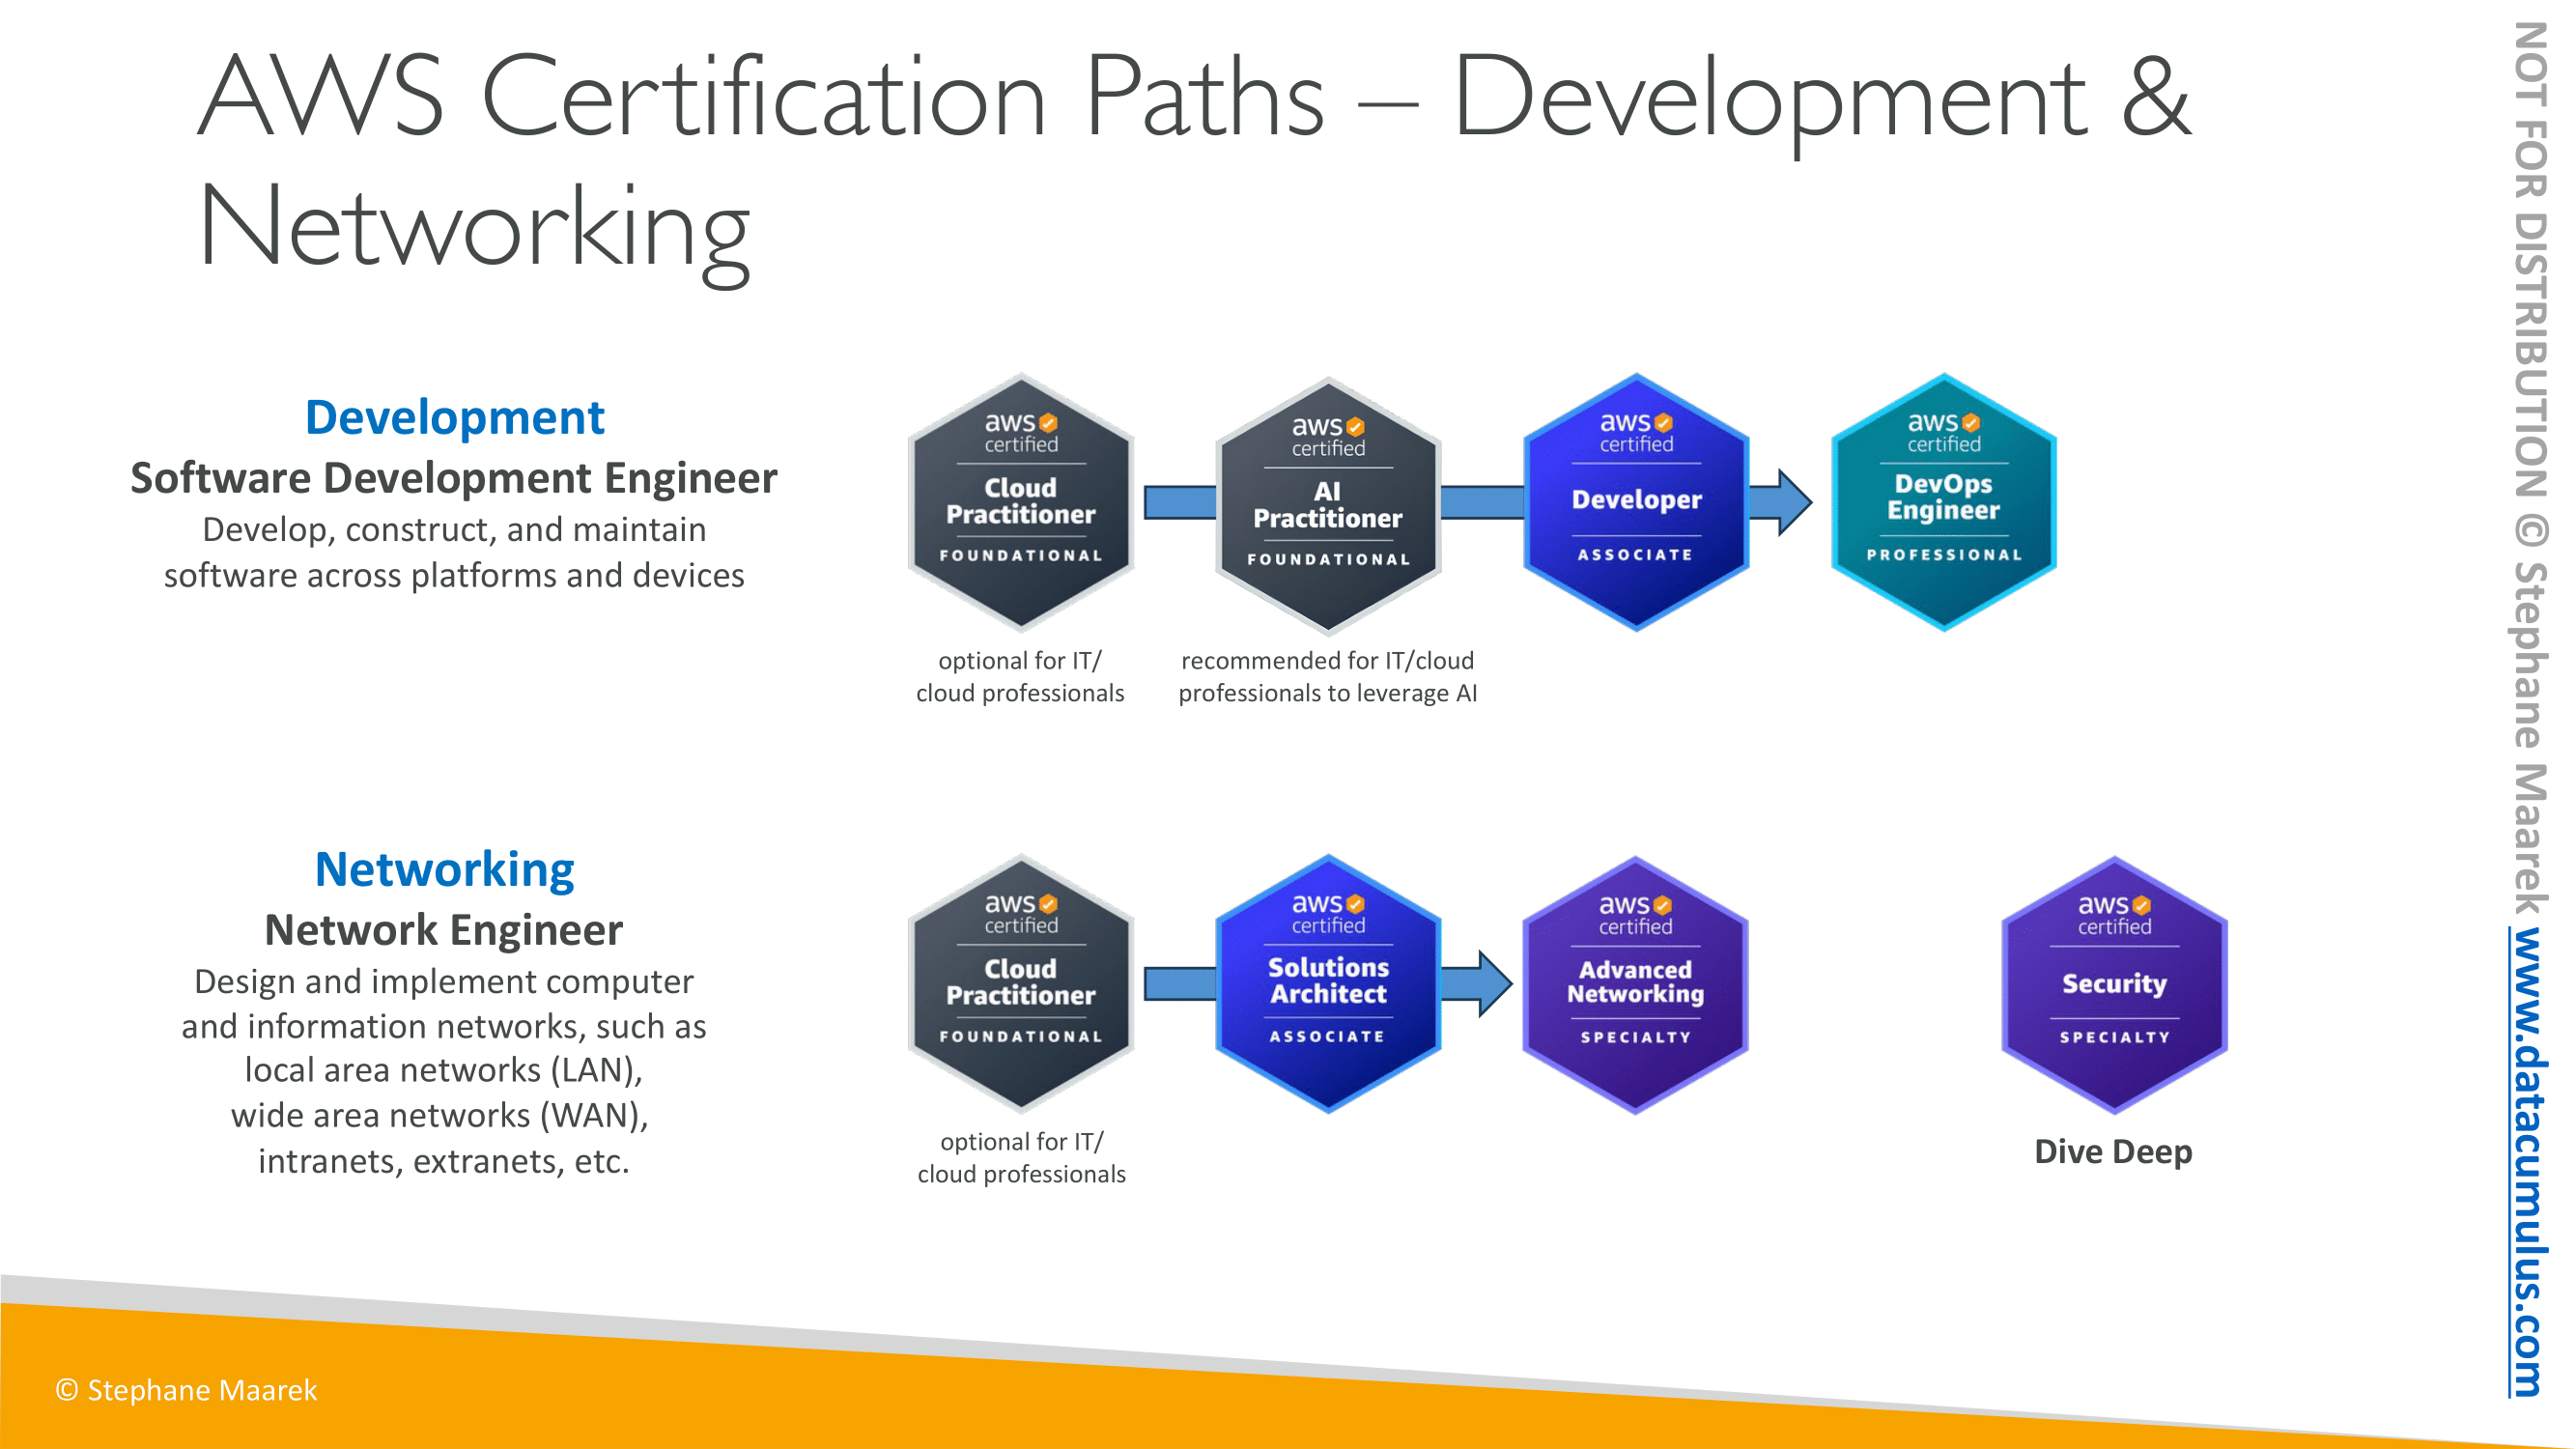 AWS Certification Paths – Development &
Networking
Development
Software Development Engineer
Develop, construct, and maintain
software across platforms and devices
aws
certified
Cloud
Practitioner
FOUNDATIONAL
optional for IT/
cloud professionals
aws
certified
AI
Practitioner
FOUNDATIONAL
recommended for IT/cloud
professionals to leverage AI
aws
certified
Developer
ASSOCIATE
aws
certified
DevOps
Engineer
PROFESSIONAL
Networking
Network Engineer
Design and implement computer
and information networks, such as
local area networks (LAN),
wide area networks (WAN),
intranets, extranets, etc.
aws
certified
Cloud
Practitioner
FOUNDATIONAL
optional for IT/
cloud professionals
aws
certified
Solutions
Architect
ASSOCIATE
aws
certified
Advanced
Networking
SPECIALTY
aws
certified
Security
SPECIALTY
Dive Deep
© Stephane Maarek
NOT FOR DISTRIBUTION © Stephane Maarek www.datacumulus.com